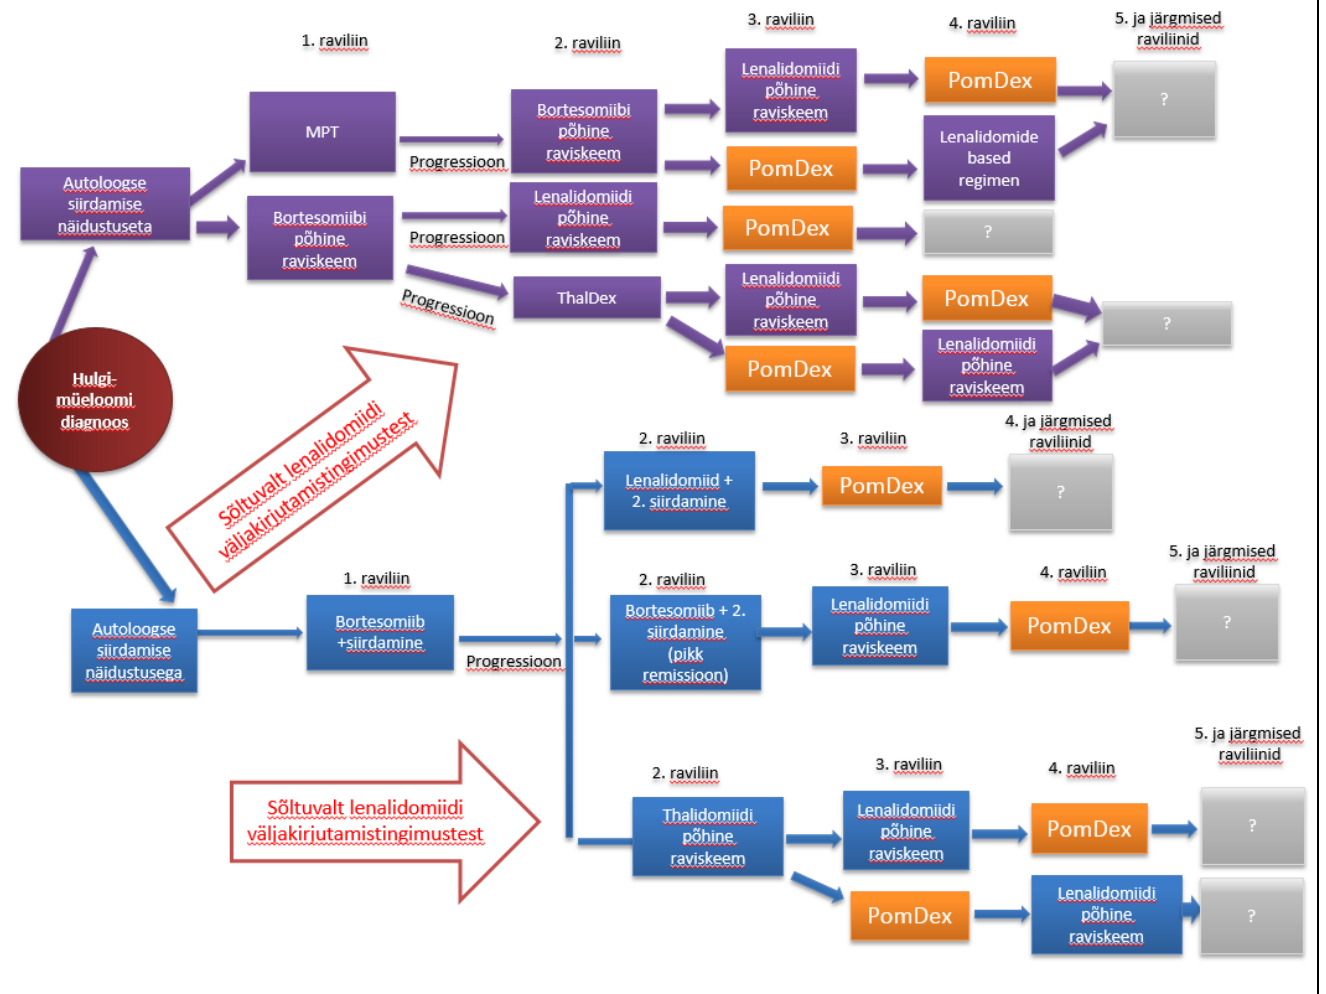 1. raviliin
2. raviliin
3. raviliin
4. raviliin
5. ja järgmised
raviliinid
Autoloogse
siirdamise
näidustuseta
MPT
Progressioon
Bortesomiibi
põhine
raviskeem
Lenalidomiidi
põhine
raviskeem
PomDex
?
PomDex
Lenalidomide
based
regimen
Bortesomiibi
põhine
raviskeem
Progressioon
Lenalidomiidi
põhine
raviskeem
PomDex
?
Progressioon
ThalDex
Lenalidomiidi
põhine
raviskeem
PomDex
?
PomDex
Lenalidomiidi
põhine
raviskeem
Hulgi-
müeloomi
diagnoos
Sõltuvalt lenalidomiidi
väljakirjutamistingimustest
2. raviliin
3. raviliin
4. ja järgmised
raviliinid
Lenalidomiid +
2. siirdamine
PomDex
?
Autoloogse
siirdamise
näidustusega
1. raviliin
Bortesomiib
+siirdamine
Progressioon
2. raviliin
3. raviliin
4. raviliin
5. ja järgmised
raviliinid
Bortesomiib + 2.
siirdamine
(pikk
remissioon)
Lenalidomiidi
põhine
raviskeem
PomDex
?
Sõltuvalt lenalidomiidi
väljakirjutamistingimustest
2. raviliin
3. raviliin
4. raviliin
5. ja järgmised
raviliinid
Thalidomiidi
põhine
raviskeem
Lenalidomiidi
põhine
raviskeem
PomDex
?
PomDex
Lenalidomiidi
põhine
raviskeem
?